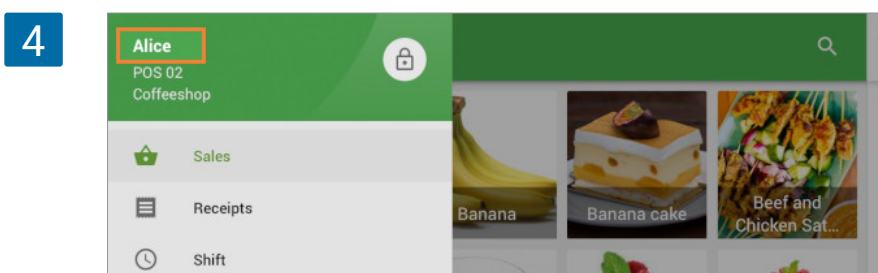 4
Alice
POS 02
Coffeeshop
Sales
Receipts
Shift
Banana
Banana cake
Beef and
Chicken Sat...